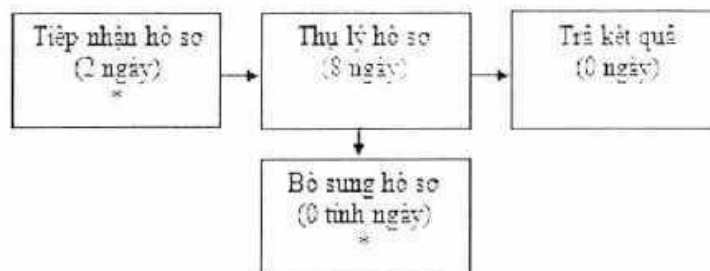 Tiếp nhận hồ sơ
(2 ngày)
*
Thụ lý hồ sơ
(8 ngày)
Trả kết quả
(0 ngày)
Bổ sung hồ sơ
(0 tính ngày)
*